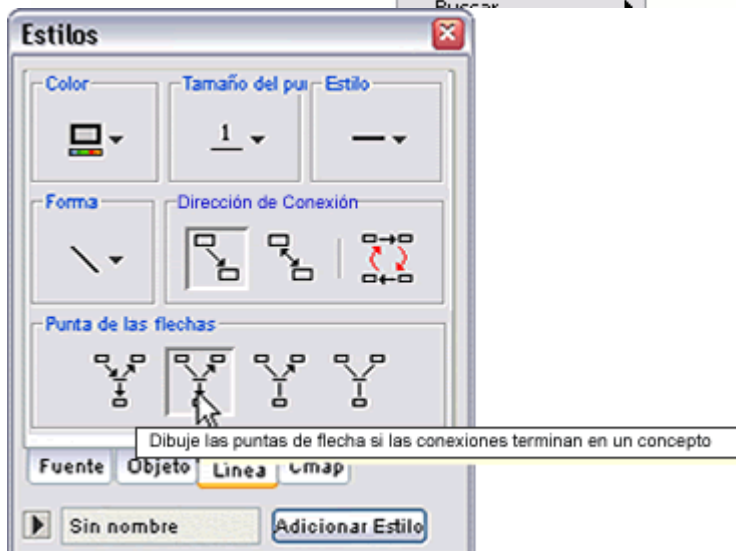 Buscar
Estilos
Color
Tamaño del pu
Estilo
1
Forma
Dirección de Conexión
Punta de las flechas
Dibuje las puntas de flecha si las conexiones terminan en un concepto
Fuente
Objeto
Línea
Cmap
Sin nombre
Adicionar Estilo